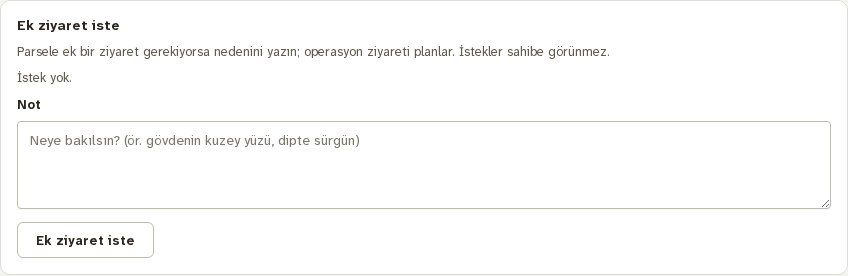 Ek ziyaret iste
Parsele ek bir ziyaret gerekiyorsa nedenini yazın; operasyon ziyareti planlar. İstekler sahibe görünmez.
İstek yok.
Not
Neye bakılsın? (ör. gövdenin kuzey yüzü, dipte sürgün)
Ek ziyaret iste